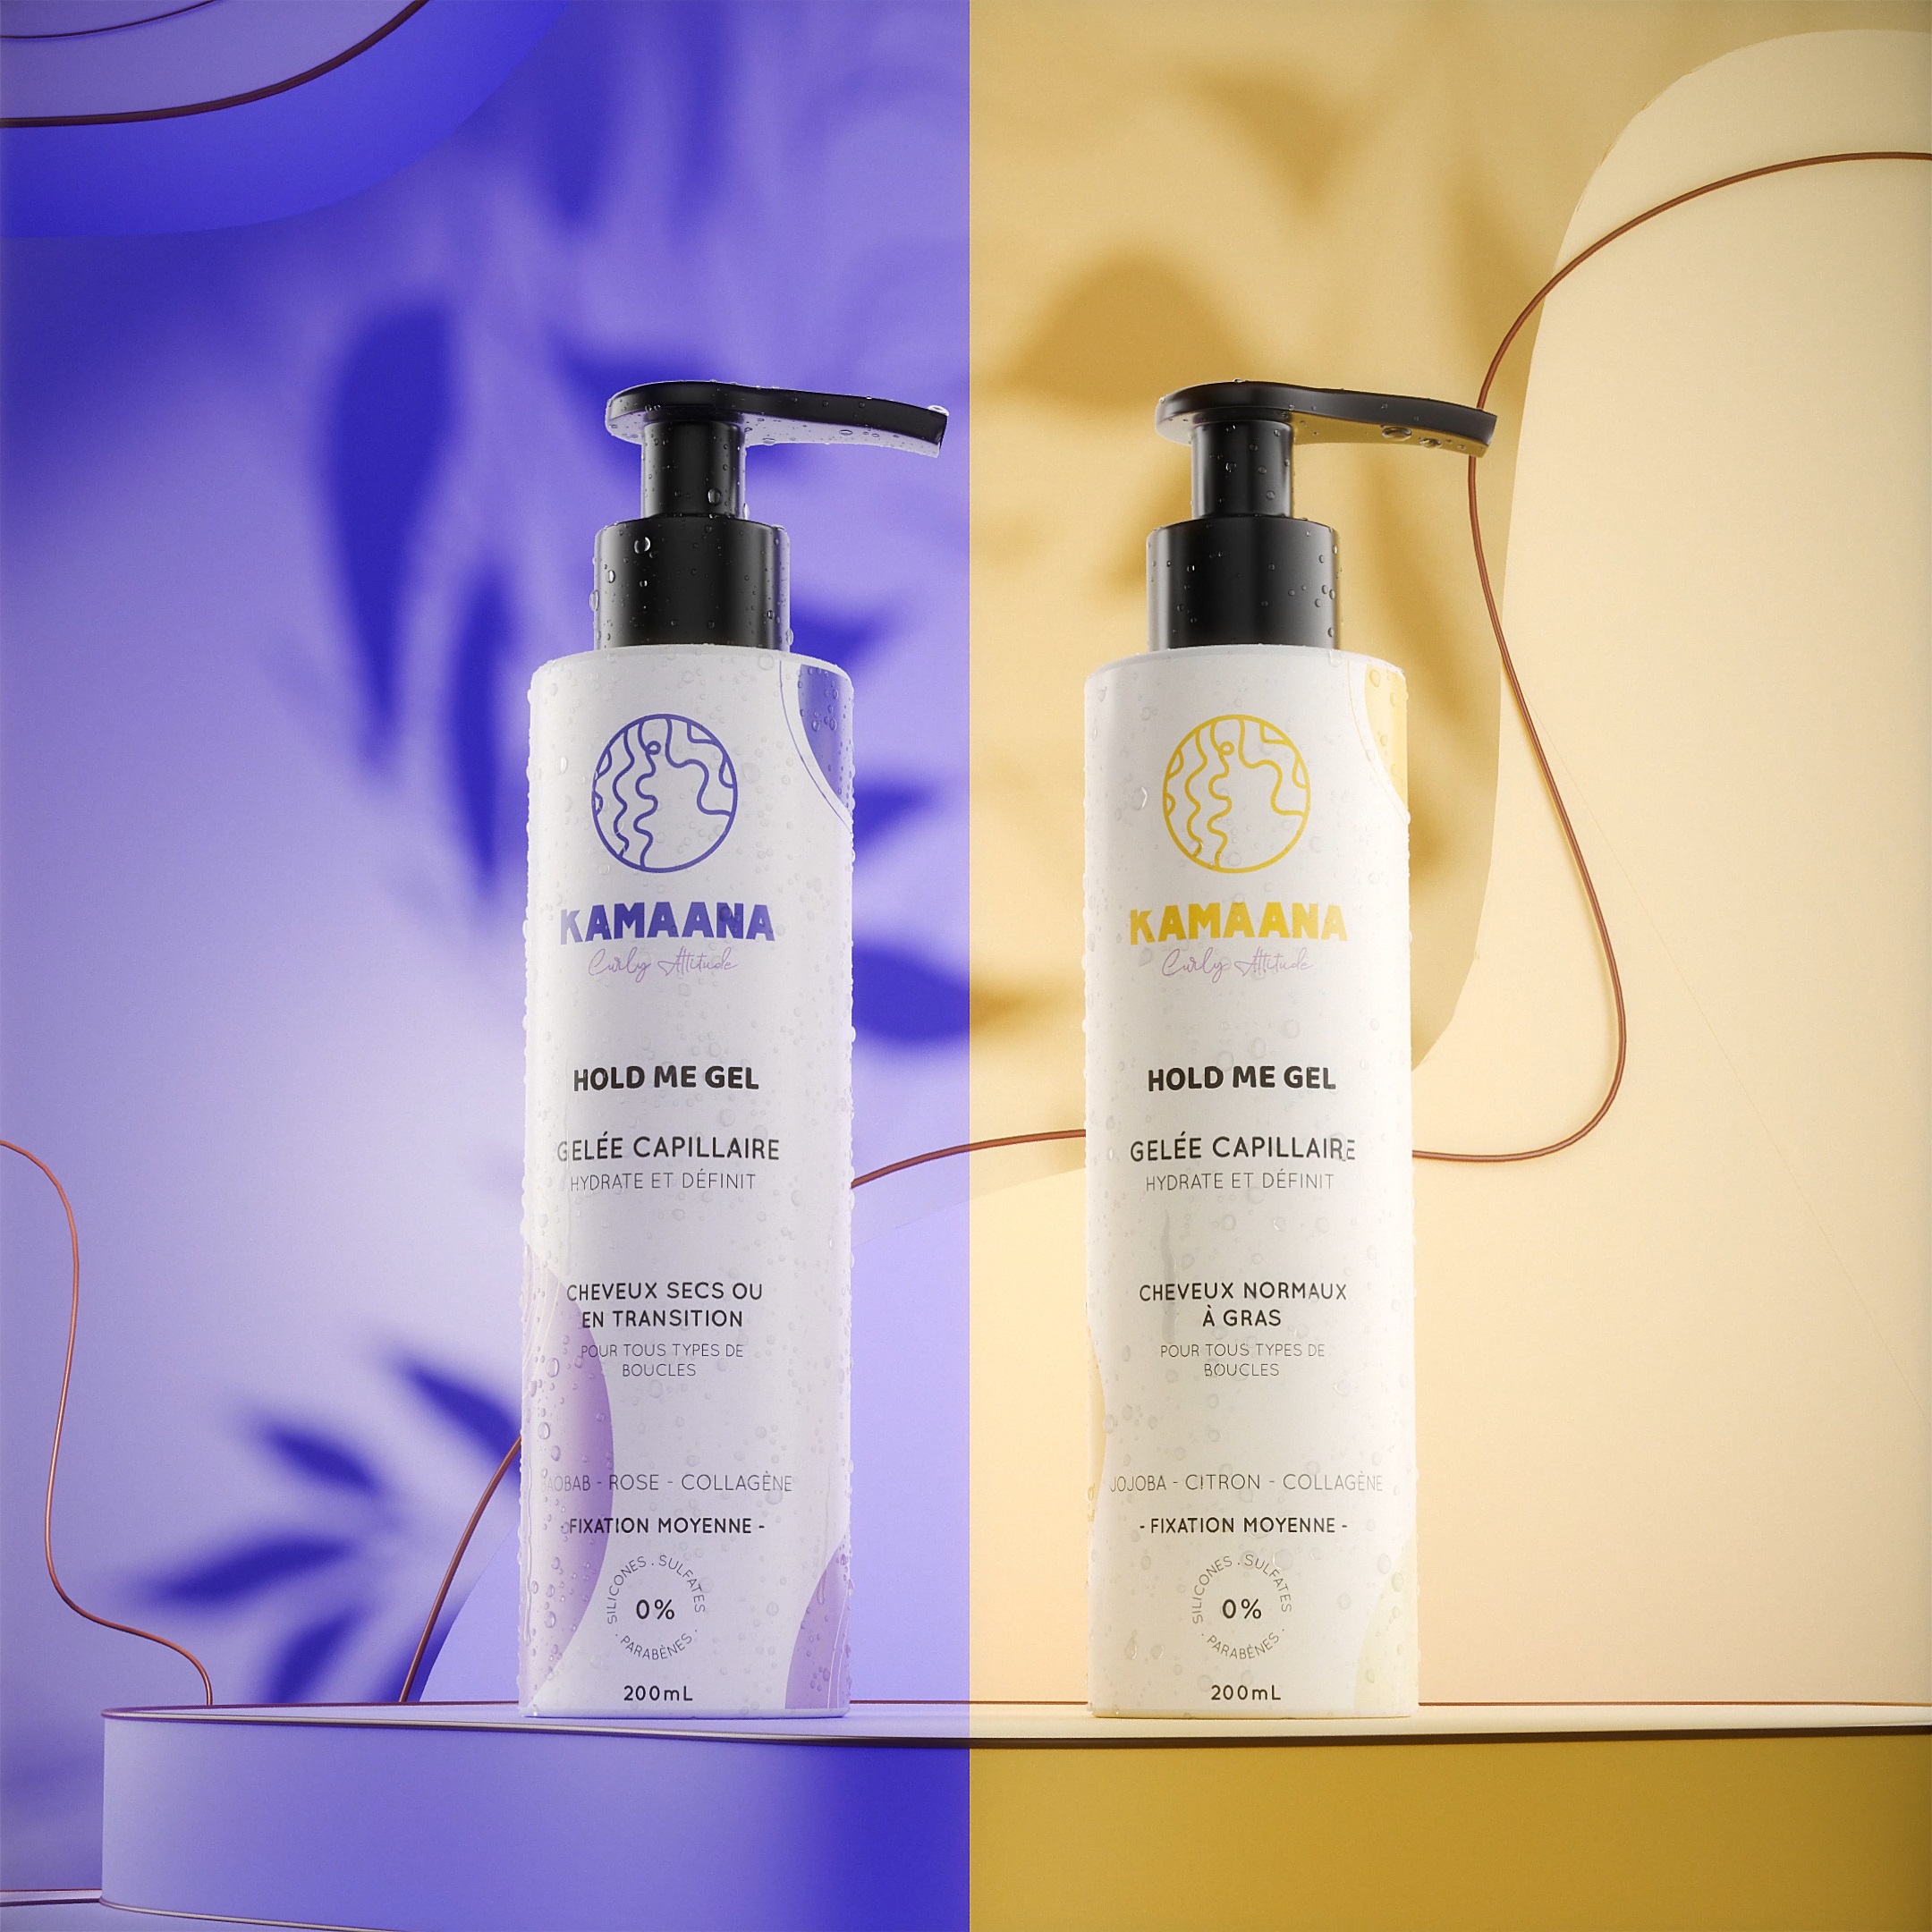 KAMAANA
Curly Attitude
HOLD ME GEL
GELÉE CAPILLAIRE
HYDRATE ET DÉFINIT
CHEVEUX SECS OU
EN TRANSITION
POUR TOUS TYPES DE
BOUCLES
BAOBAB - ROSE - COLLAGÈNE
- FIXATION MOYENNE -
SILICONES . SULFATES . PARABÈNES .
0%
200mL
KAMAANA
Curly Attitude
HOLD ME GEL
GELÉE CAPILLAIRE
HYDRATE ET DÉFINIT
CHEVEUX NORMAUX
À GRAS
POUR TOUS TYPES DE
BOUCLES
JOJOBA - CITRON - COLLAGÈNE
- FIXATION MOYENNE -
SILICONES . SULFATES . PARABÈNES .
0%
200mL